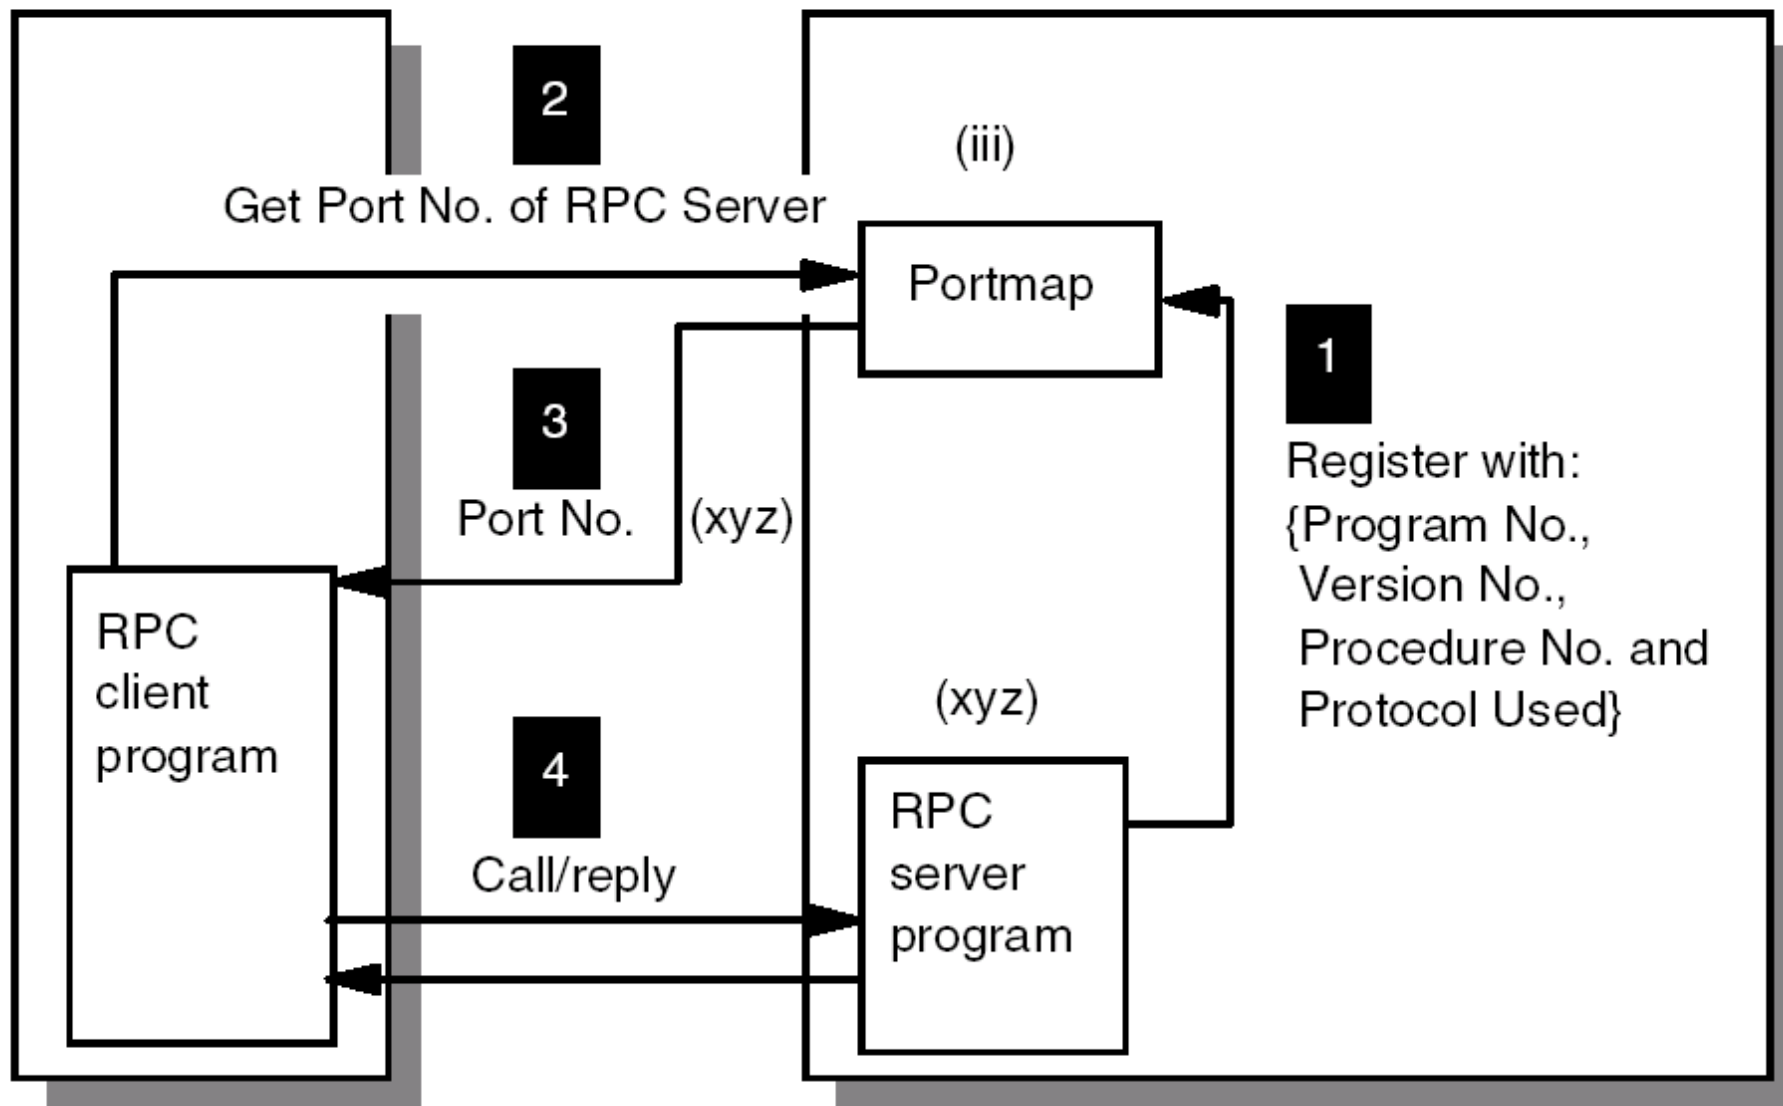 2
(iii)
Get Port No. of RPC Server
Portmap
1
3
Register with:
Port No.
(xyz)
{Program No.,
Version No.,
Procedure No. and
Protocol Used}
RPC
client
program
(xyz)
4
Call/reply
RPC
server
program